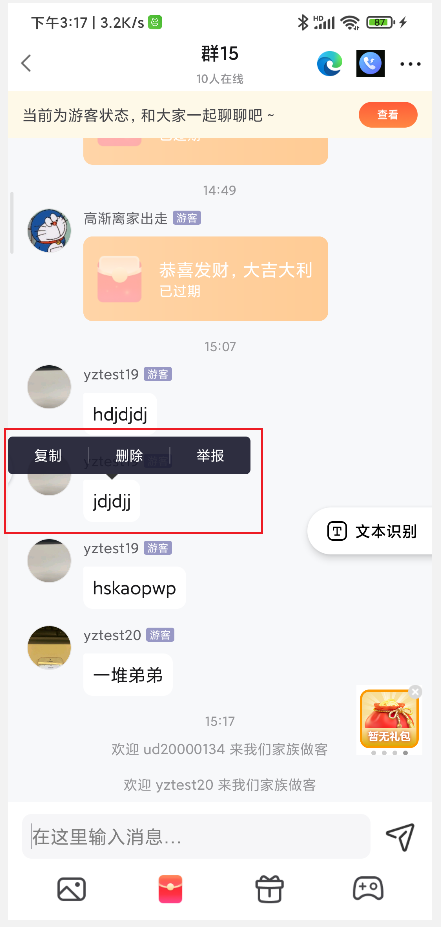 下午3:17 | 3.2K/s
HD
87
群15
10人在线
当前为游客状态，和大家一起聊聊吧 ~
查看
已过期
14:49
高渐离家出走 游客
恭喜发财，大吉大利
已过期
15:07
yztest19 游客
hdjdjdj
复制 删除 举报
jdjdjj
文本识别
yztest19 游客
hskaopwp
yztest20 游客
一堆弟弟
暂无礼包
15:17
欢迎 ud20000134 来我们家族做客
欢迎 yztest20 来我们家族做客
在这里输入消息...